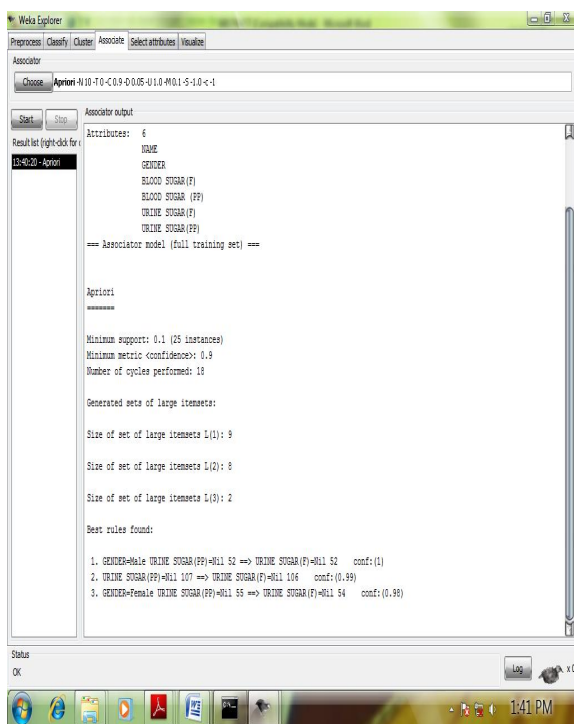 Weka Explorer
Preprocess Classify Cluster Associate Select attributes Visualize
Associator
Choose Apriori -N 10 -T 0 -C 0.9 -D 0.05 -U 1.0 -M 0.1 -S -1.0 -c -1
Start Stop
Associator output
Result list (right-click for
13:40:20 - Apriori
Attributes: 6
NAME
GENDER
BLOOD SUGAR(F)
BLOOD SUGAR (PP)
URINE SUGAR(F)
URINE SUGAR(PP)
=== Associator model (full training set) ===
Apriori
=======
Minimum support: 0.1 (25 instances)
Minimum metric <confidence>: 0.9
Number of cycles performed: 18
Generated sets of large itemsets:
Size of set of large itemsets L(1): 9
Size of set of large itemsets L(2): 8
Size of set of large itemsets L(3): 2
Best rules found:
1. GENDER=Male URINE SUGAR(PP)=Nil 52 ==> URINE SUGAR(F)=Nil 52 conf:(1)
2. URINE SUGAR(PP)=Nil 107 ==> URINE SUGAR(F)=Nil 106 conf:(0.99)
3. GENDER=Female URINE SUGAR(PP)=Nil 55 ==> URINE SUGAR(F)=Nil 54 conf:(0.98)
Status
OK
Log
x 0
1:41 PM